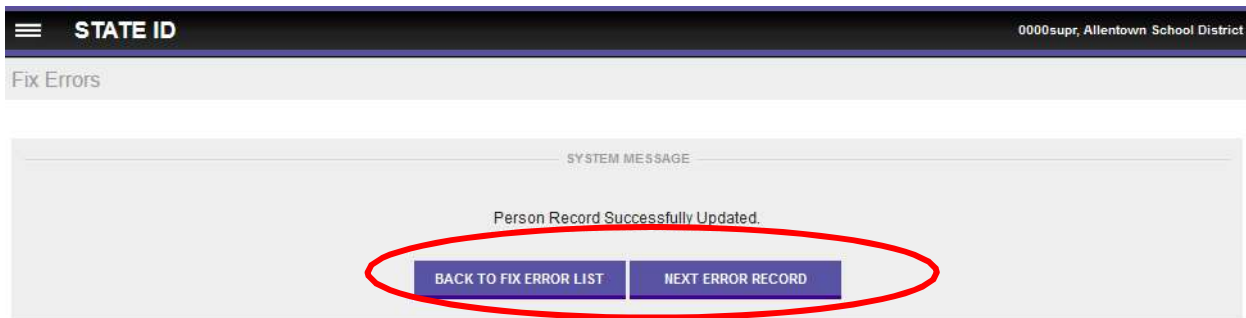 STATE ID
0000supr, Allentown School District
Fix Errors
SYSTEM MESSAGE
Person Record Successfully Updated.
BACK TO FIX ERROR LIST
NEXT ERROR RECORD